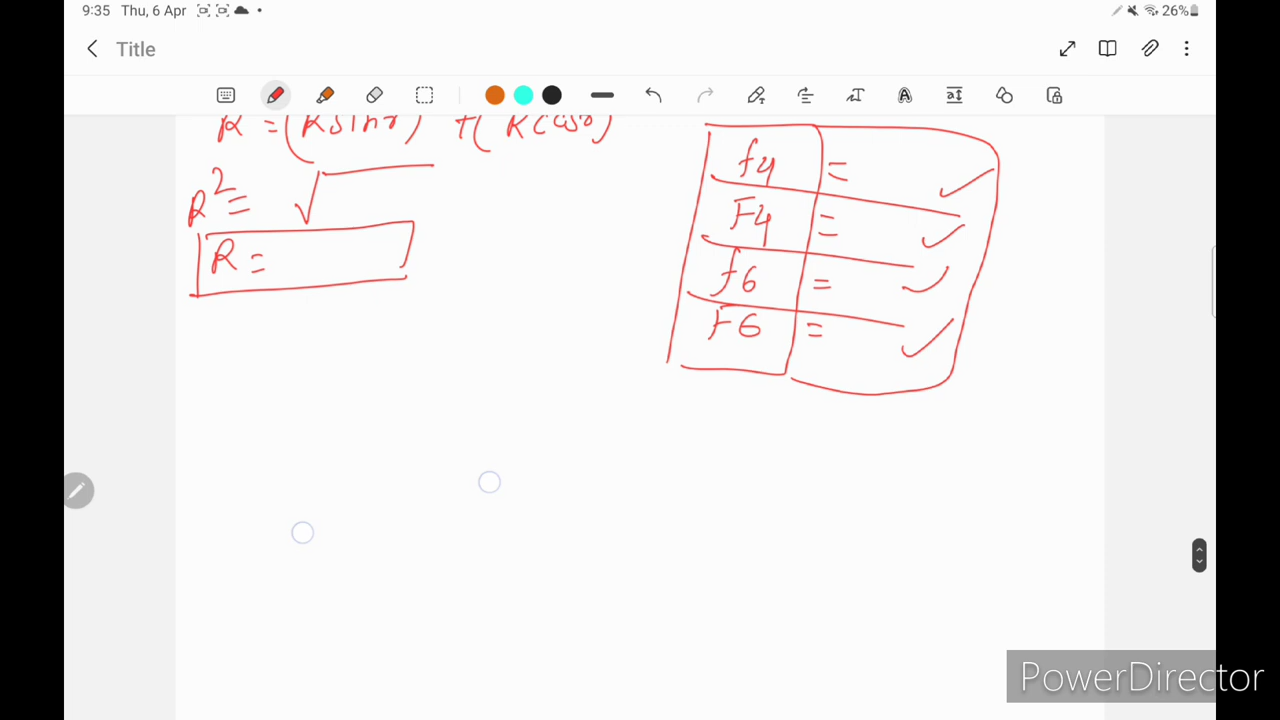 9:35 Thu, 6 Apr
26%
Title
R = (R sin r) + (R cos r)
R² = √
R =
f4 =
F4 =
f6 =
F6 =
PowerDirector